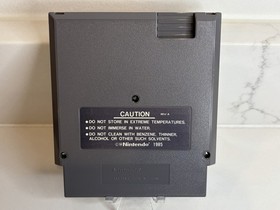 CAUTION
●DO NOT STORE IN EXTREME TEMPERATURES.
●DO NOT IMMERSE IN WATER.
●DO NOT CLEAN WITH BENZENE, THINNER,
ALCOHOL OR OTHER SUCH SOLVENTS.
©Nintendo 1985